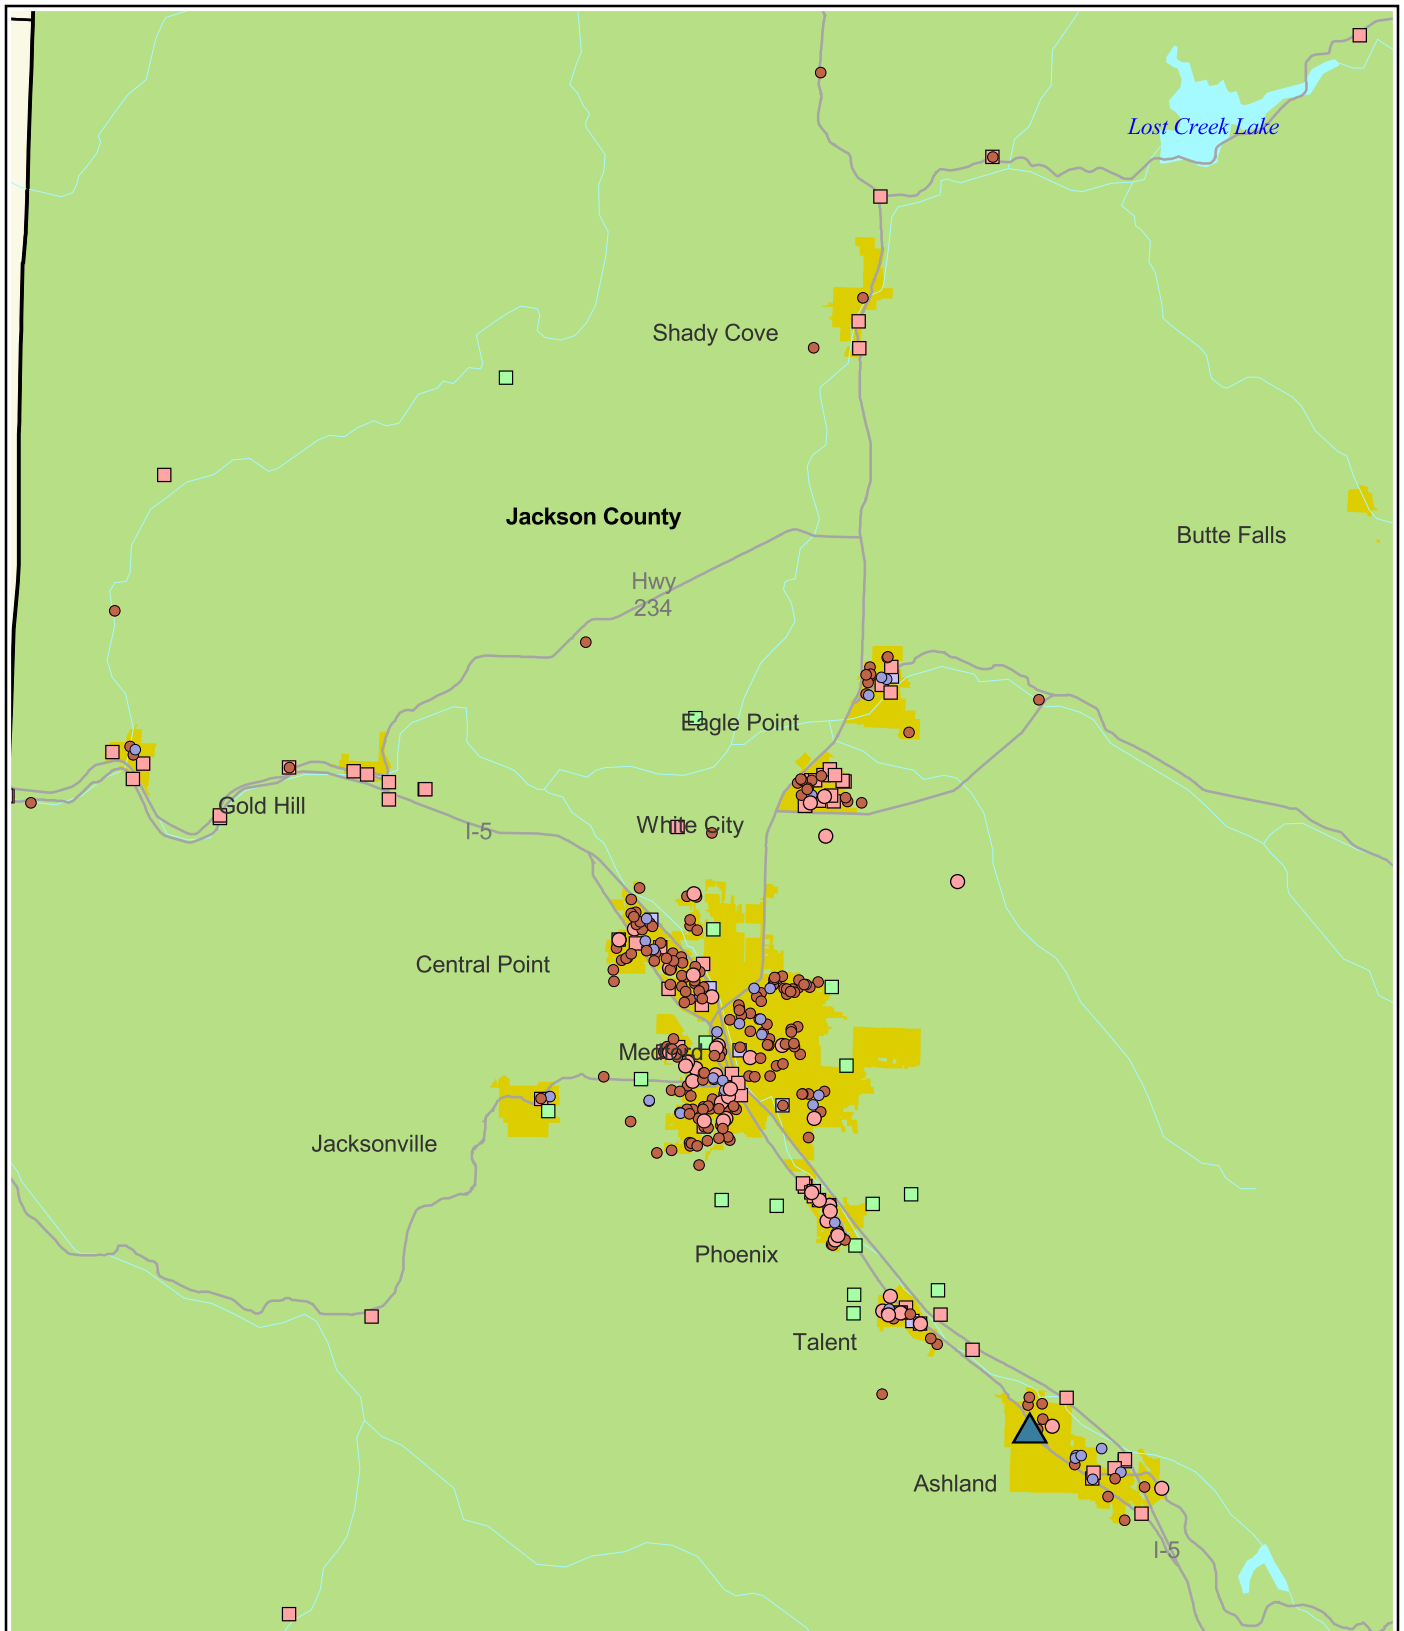 Lost Creek Lake
Shady Cove
Jackson County
Butte Falls
Hwy
234
Eagle Point
Gold Hill
White City
I-5
Central Point
Medford
Jacksonville
Phoenix
Talent
Ashland
I-5